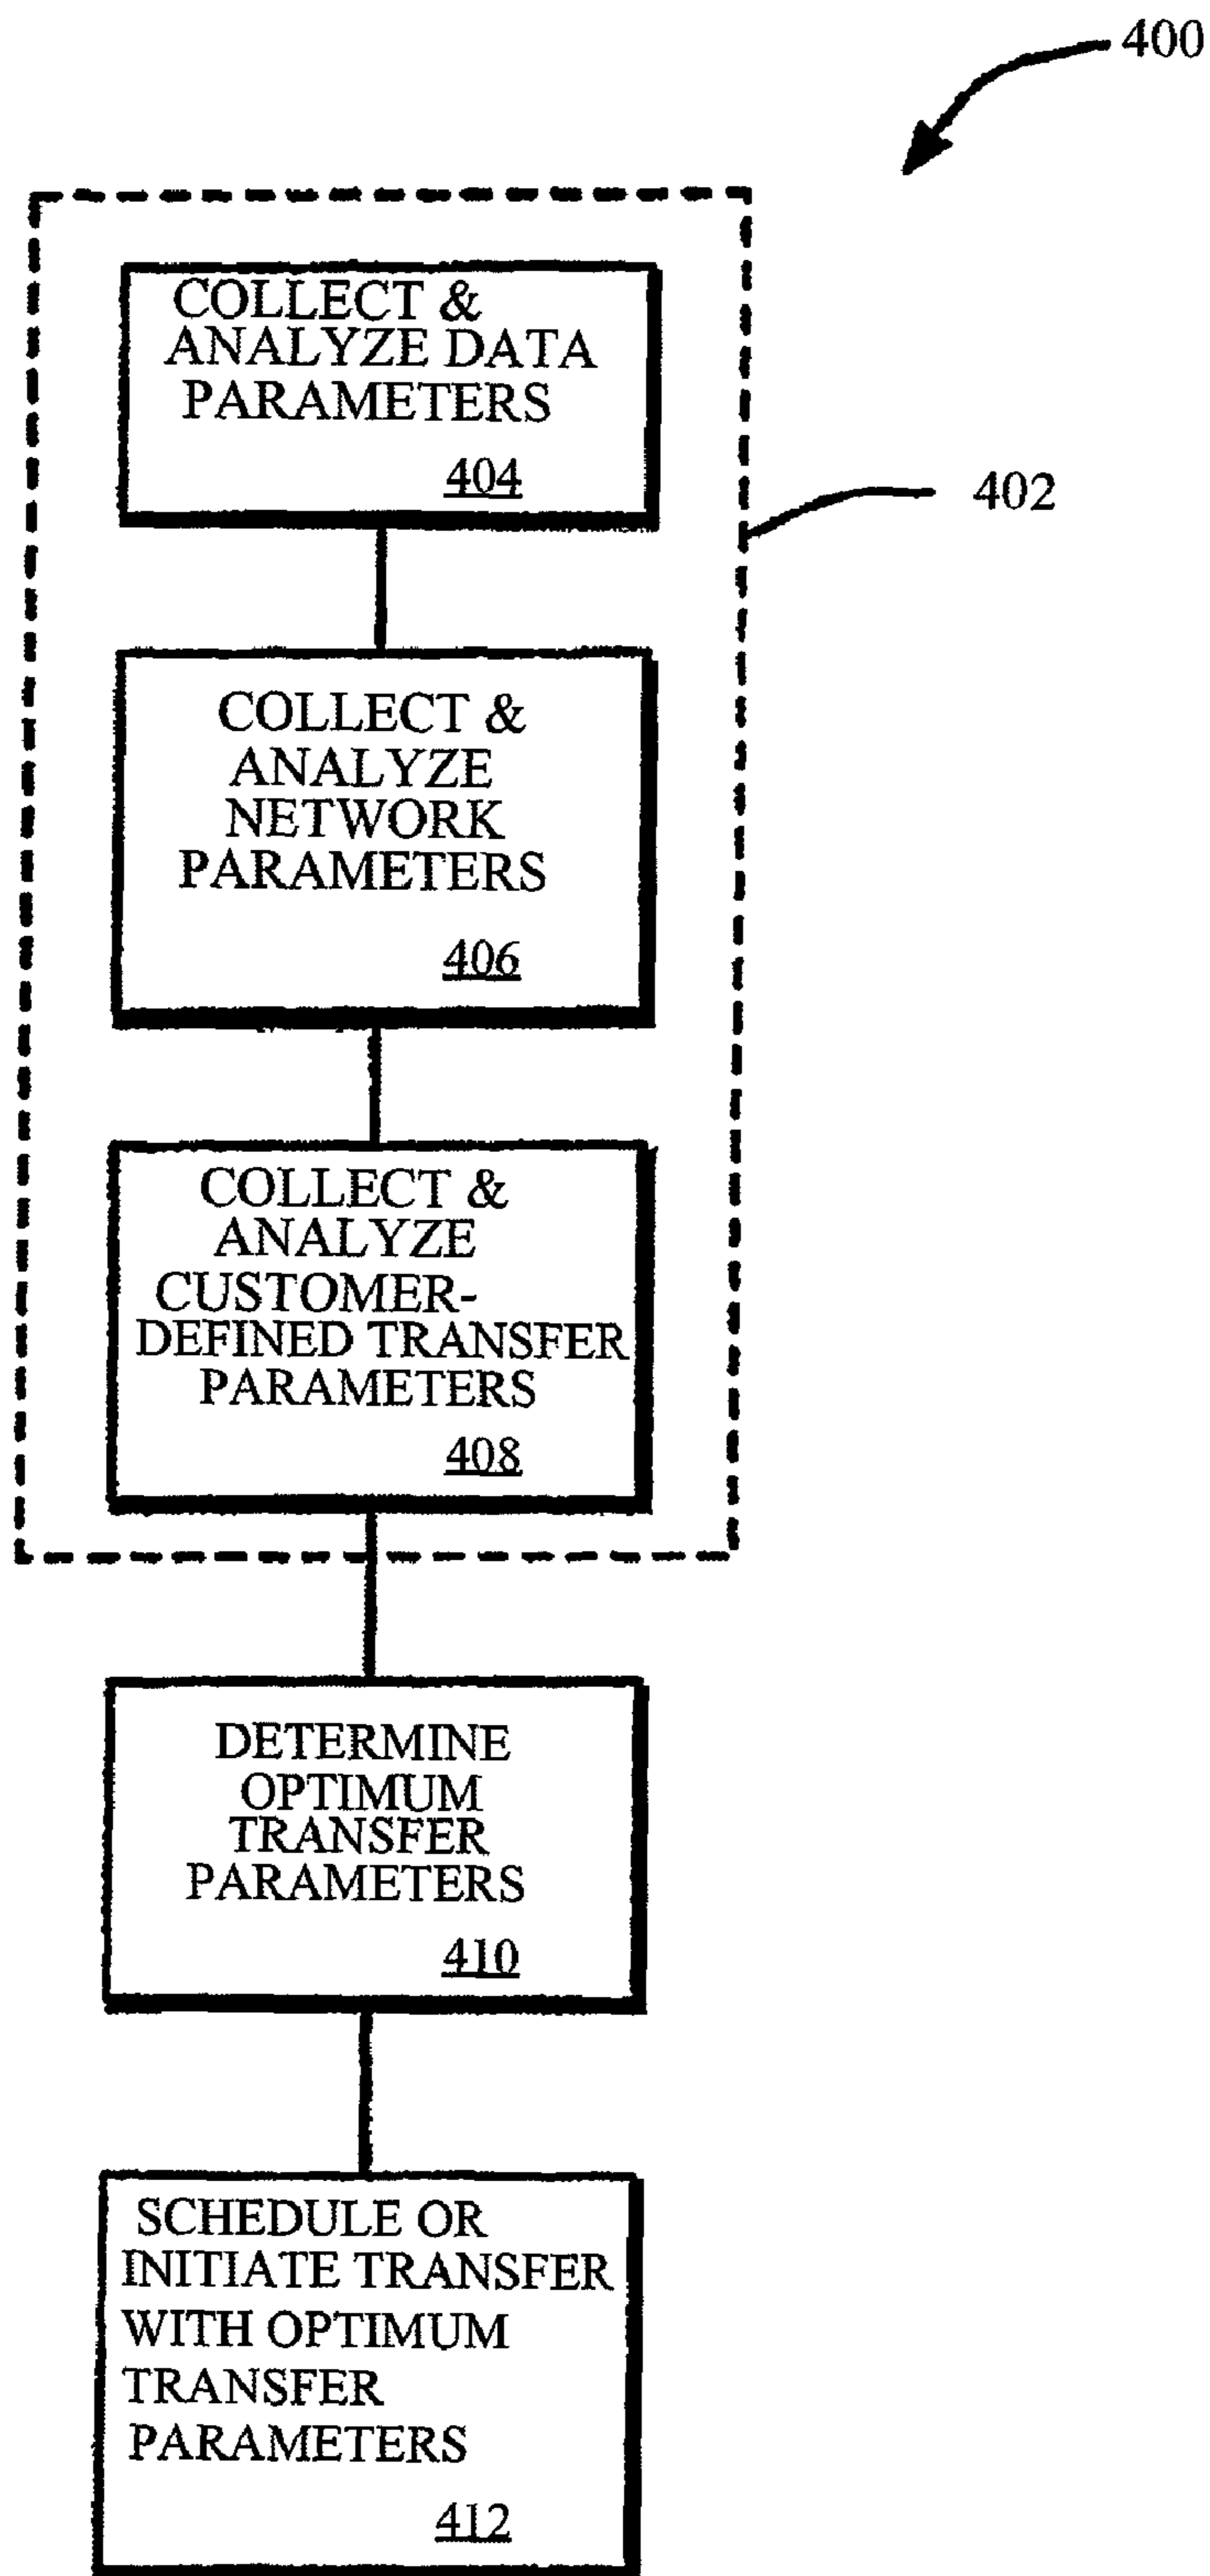 400
COLLECT &
ANALYZE DATA
PARAMETERS
404
402
COLLECT &
ANALYZE
NETWORK
PARAMETERS
406
COLLECT &
ANALYZE
CUSTOMER-
DEFINED TRANSFER
PARAMETERS
408
DETERMINE
OPTIMUM
TRANSFER
PARAMETERS
410
SCHEDULE OR
INITIATE TRANSFER
WITH OPTIMUM
TRANSFER
PARAMETERS
412